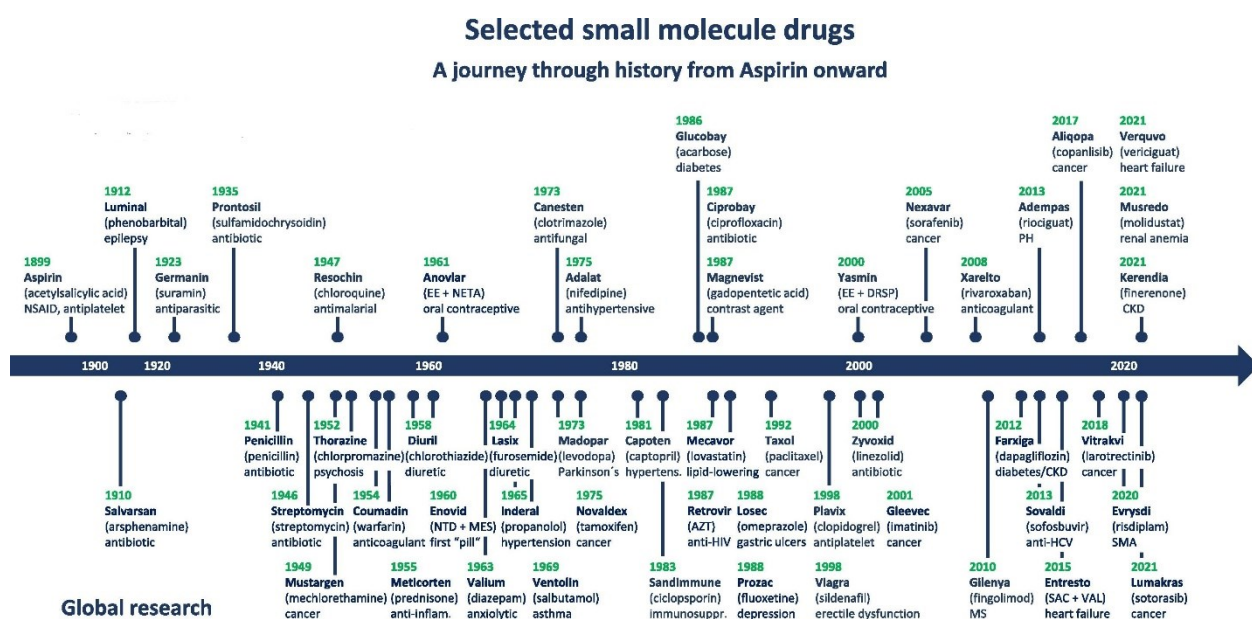 Selected small molecule drugs
A journey through history from Aspirin onward
1986
Glucobay
(acarbose)
diabetes
2017
Aliqopa
(copanlisib)
cancer
2021
Verquvo
(vericiguat)
heart failure
1912
Luminal
(phenobarbital)
epilepsy
1935
Prontosil
(sulfamidochrysoidin)
antibiotic
1973
Canesten
(clotrimazole)
antifungal
1987
Ciprobay
(ciprofloxacin)
antibiotic
2005
Nexavar
(sorafenib)
cancer
2013
Adempas
(riociguat)
PH
2021
Musredo
(molidustat)
renal anemia
1899
Aspirin
(acetylsalicylic acid)
NSAID, antiplatelet
1923
Germanin
(suramin)
antiparasitic
1947
Resochin
(chloroquine)
antimalarial
1961
Anovlar
(EE + NETA)
oral contraceptive
1975
Adalat
(nifedipine)
antihypertensive
1987
Magnevist
(gadopentetic acid)
contrast agent
2000
Yasmin
(EE + DRSP)
oral contraceptive
2008
Xarelto
(rivaroxaban)
anticoagulant
2021
Kerendia
(finerenone)
CKD
1900 1920 1940 1960 1980 2000 2020
1941
Penicillin
(penicillin)
antibiotic
1952
Thorazine
(chlorpromazine)
psychosis
1958
Diuril
(chlorothiazide)
diuretic
1964
Lasix
(furosemide)
diuretic
1973
Madopar
(levodopa)
Parkinson´s
1981
Capoten
(captopril)
hypertens.
1987
Mecavor
(lovastatin)
lipid-lowering
1992
Taxol
(paclitaxel)
cancer
2000
Zyvoxid
(linezolid)
antibiotic
2012
Farxiga
(dapagliflozin)
diabetes/CKD
2018
Vitrakvi
(larotrectinib)
cancer
1910
Salvarsan
(arsphenamine)
antibiotic
1946
Streptomycin
(streptomycin)
antibiotic
1954
Coumadin
(warfarin)
anticoagulant
1960
Enovid
(NTD + MES)
first "pill"
1965
Inderal
(propanolol)
hypertension
1975
Novaldex
(tamoxifen)
cancer
1987
Retrovir
(AZT)
anti-HIV
1988
Losec
(omeprazole)
gastric ulcers
1998
Plavix
(clopidogrel)
antiplatelet
2001
Gleevec
(imatinib)
cancer
2013
Sovaldi
(sofosbuvir)
anti-HCV
2020
Evrysdi
(risdiplam)
SMA
1949
Mustargen
(mechlorethamine)
cancer
1955
Meticorten
(prednisone)
anti-inflam.
1963
Valium
(diazepam)
anxiolytic
1969
Ventolin
(salbutamol)
asthma
1983
Sandimmune
(ciclopsporin)
immunosuppr.
1988
Prozac
(fluoxetine)
depression
1998
Viagra
(sildenafil)
erectile dysfunction
2010
Gilenya
(fingolimod)
MS
2015
Entresto
(SAC + VAL)
heart failure
2021
Lumakras
(sotorasib)
cancer
Global research